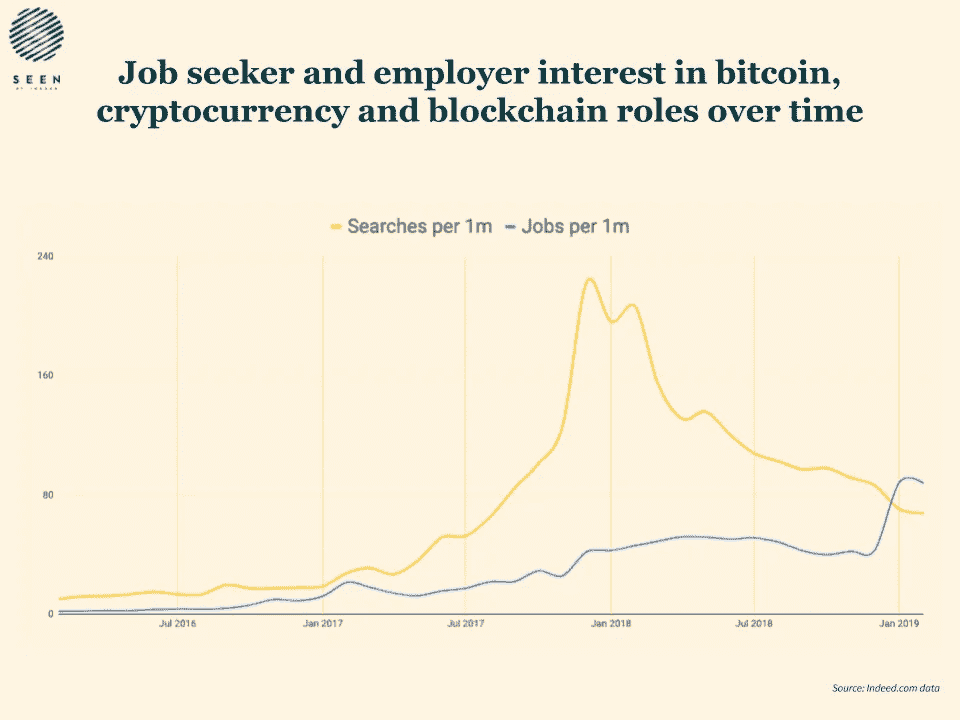 SEEN
Job seeker and employer interest in bitcoin,
cryptocurrency and blockchain roles over time
Searches per 1m Jobs per 1m
240
160
80
0
Jul 2016 Jan 2017 Jul 2017 Jan 2018 Jul 2018 Jan 2019
Source: Indeed.com data